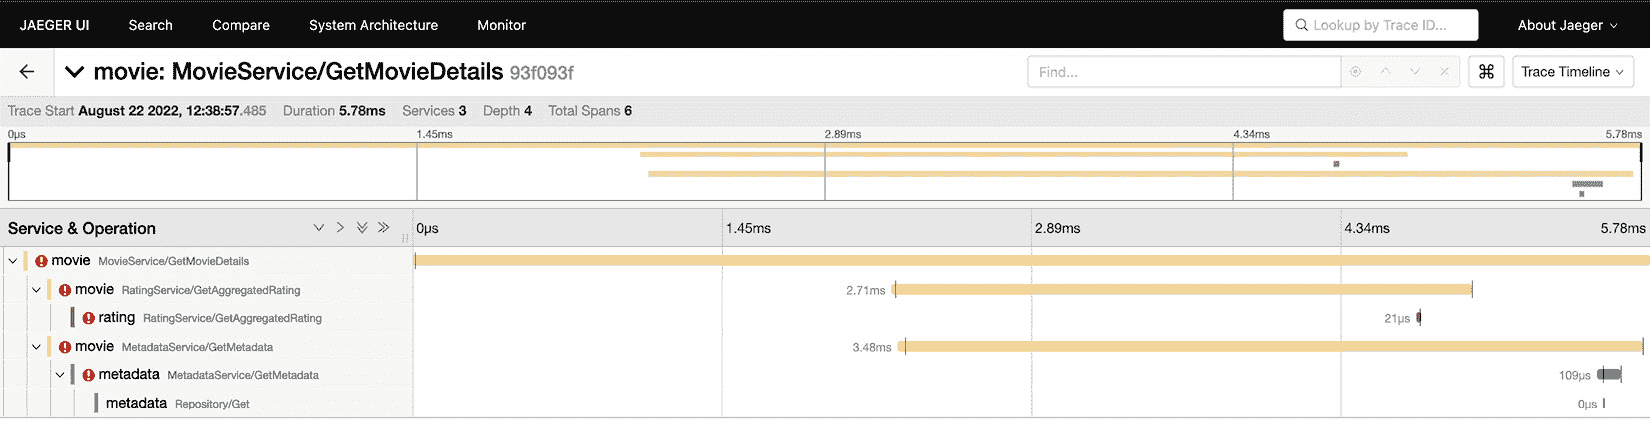 JAEGER UI Search Compare System Architecture Monitor Lookup by Trace ID... About Jaeger
movie: MovieService/GetMovieDetails 93f093f Find... ⌘ Trace Timeline
Trace Start August 22 2022, 12:38:57.485 Duration 5.78ms Services 3 Depth 4 Total Spans 6
0μs 1.45ms 2.89ms 4.34ms 5.78ms
Service & Operation 0μs 1.45ms 2.89ms 4.34ms 5.78ms
movie MovieService/GetMovieDetails
movie RatingService/GetAggregatedRating 2.71ms
rating RatingService/GetAggregatedRating 21μs
movie MetadataService/GetMetadata 3.48ms
metadata MetadataService/GetMetadata 109μs
metadata Repository/Get 0μs